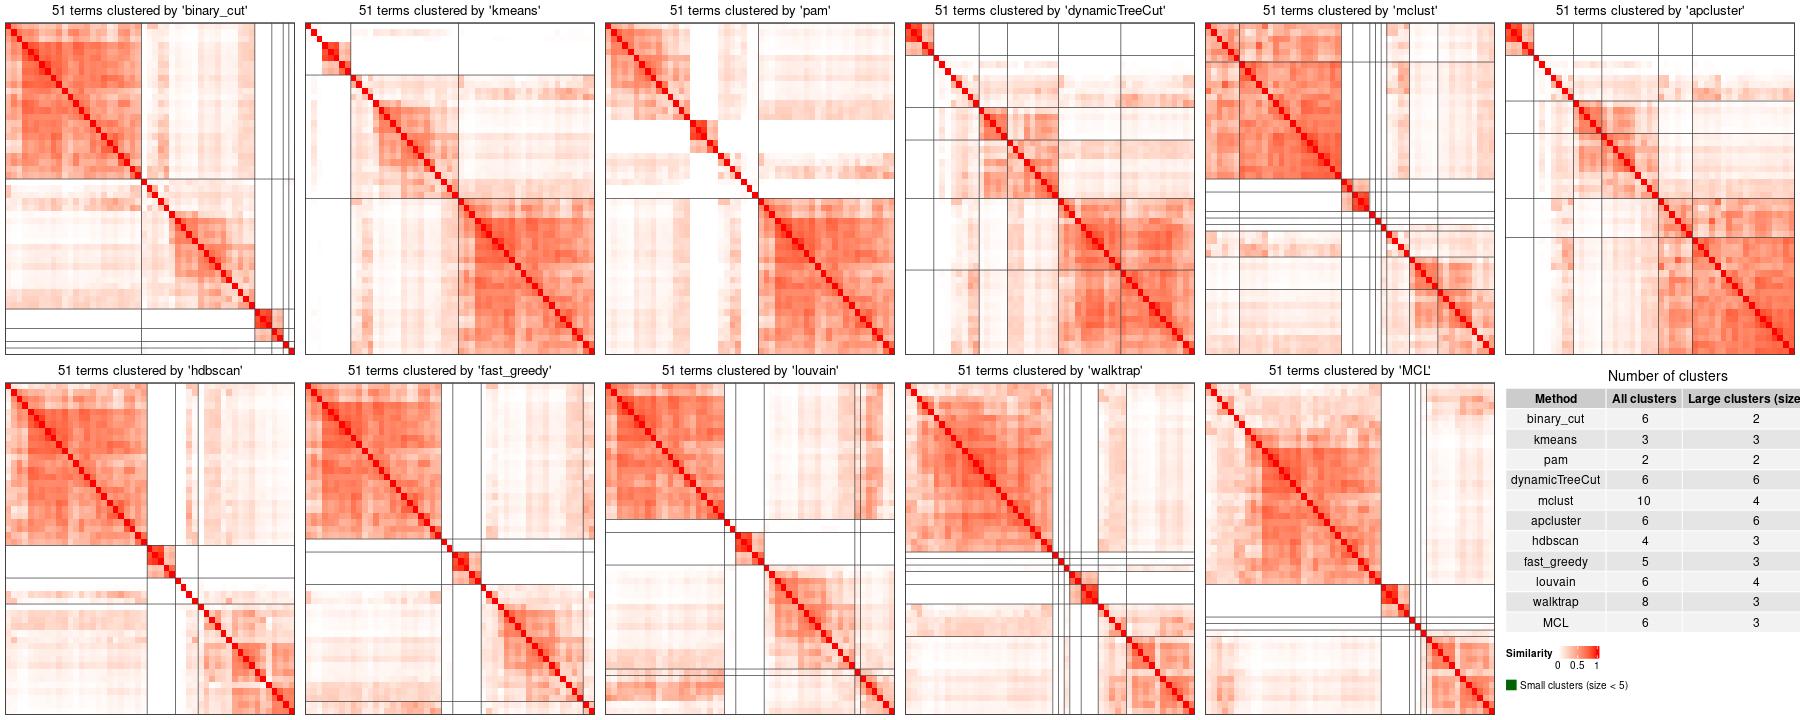 51 terms clustered by 'binary_cut'
51 terms clustered by 'kmeans'
51 terms clustered by 'pam'
51 terms clustered by 'dynamicTreeCut'
51 terms clustered by 'mclust'
51 terms clustered by 'apcluster'
51 terms clustered by 'hdbscan'
51 terms clustered by 'fast_greedy'
51 terms clustered by 'louvain'
51 terms clustered by 'walktrap'
51 terms clustered by 'MCL'
Number of clusters
Method All clusters Large clusters (size
binary_cut 6 2
kmeans 3 3
pam 2 2
dynamicTreeCut 6 6
mclust 10 4
apcluster 6 6
hdbscan 4 3
fast_greedy 5 3
louvain 6 4
walktrap 8 3
MCL 6 3
Similarity
0 0.5 1
Small clusters (size < 5)